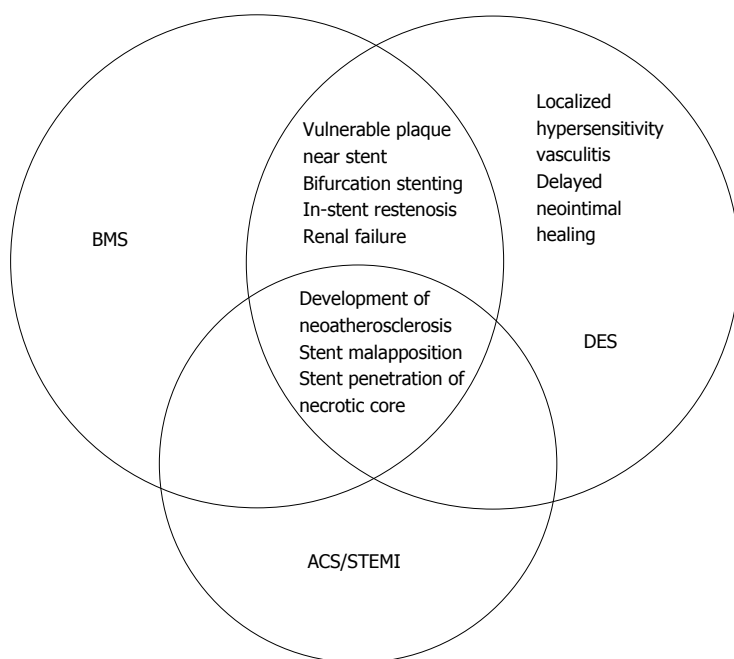 Localized
hypersensitivity
vasculitis
Delayed
neointimal
healing
Vulnerable plaque
near stent
Bifurcation stenting
In-stent restenosis
Renal failure
BMS
Development of
neoatherosclerosis
Stent malapposition
Stent penetration of
necrotic core
DES
ACS/STEMI